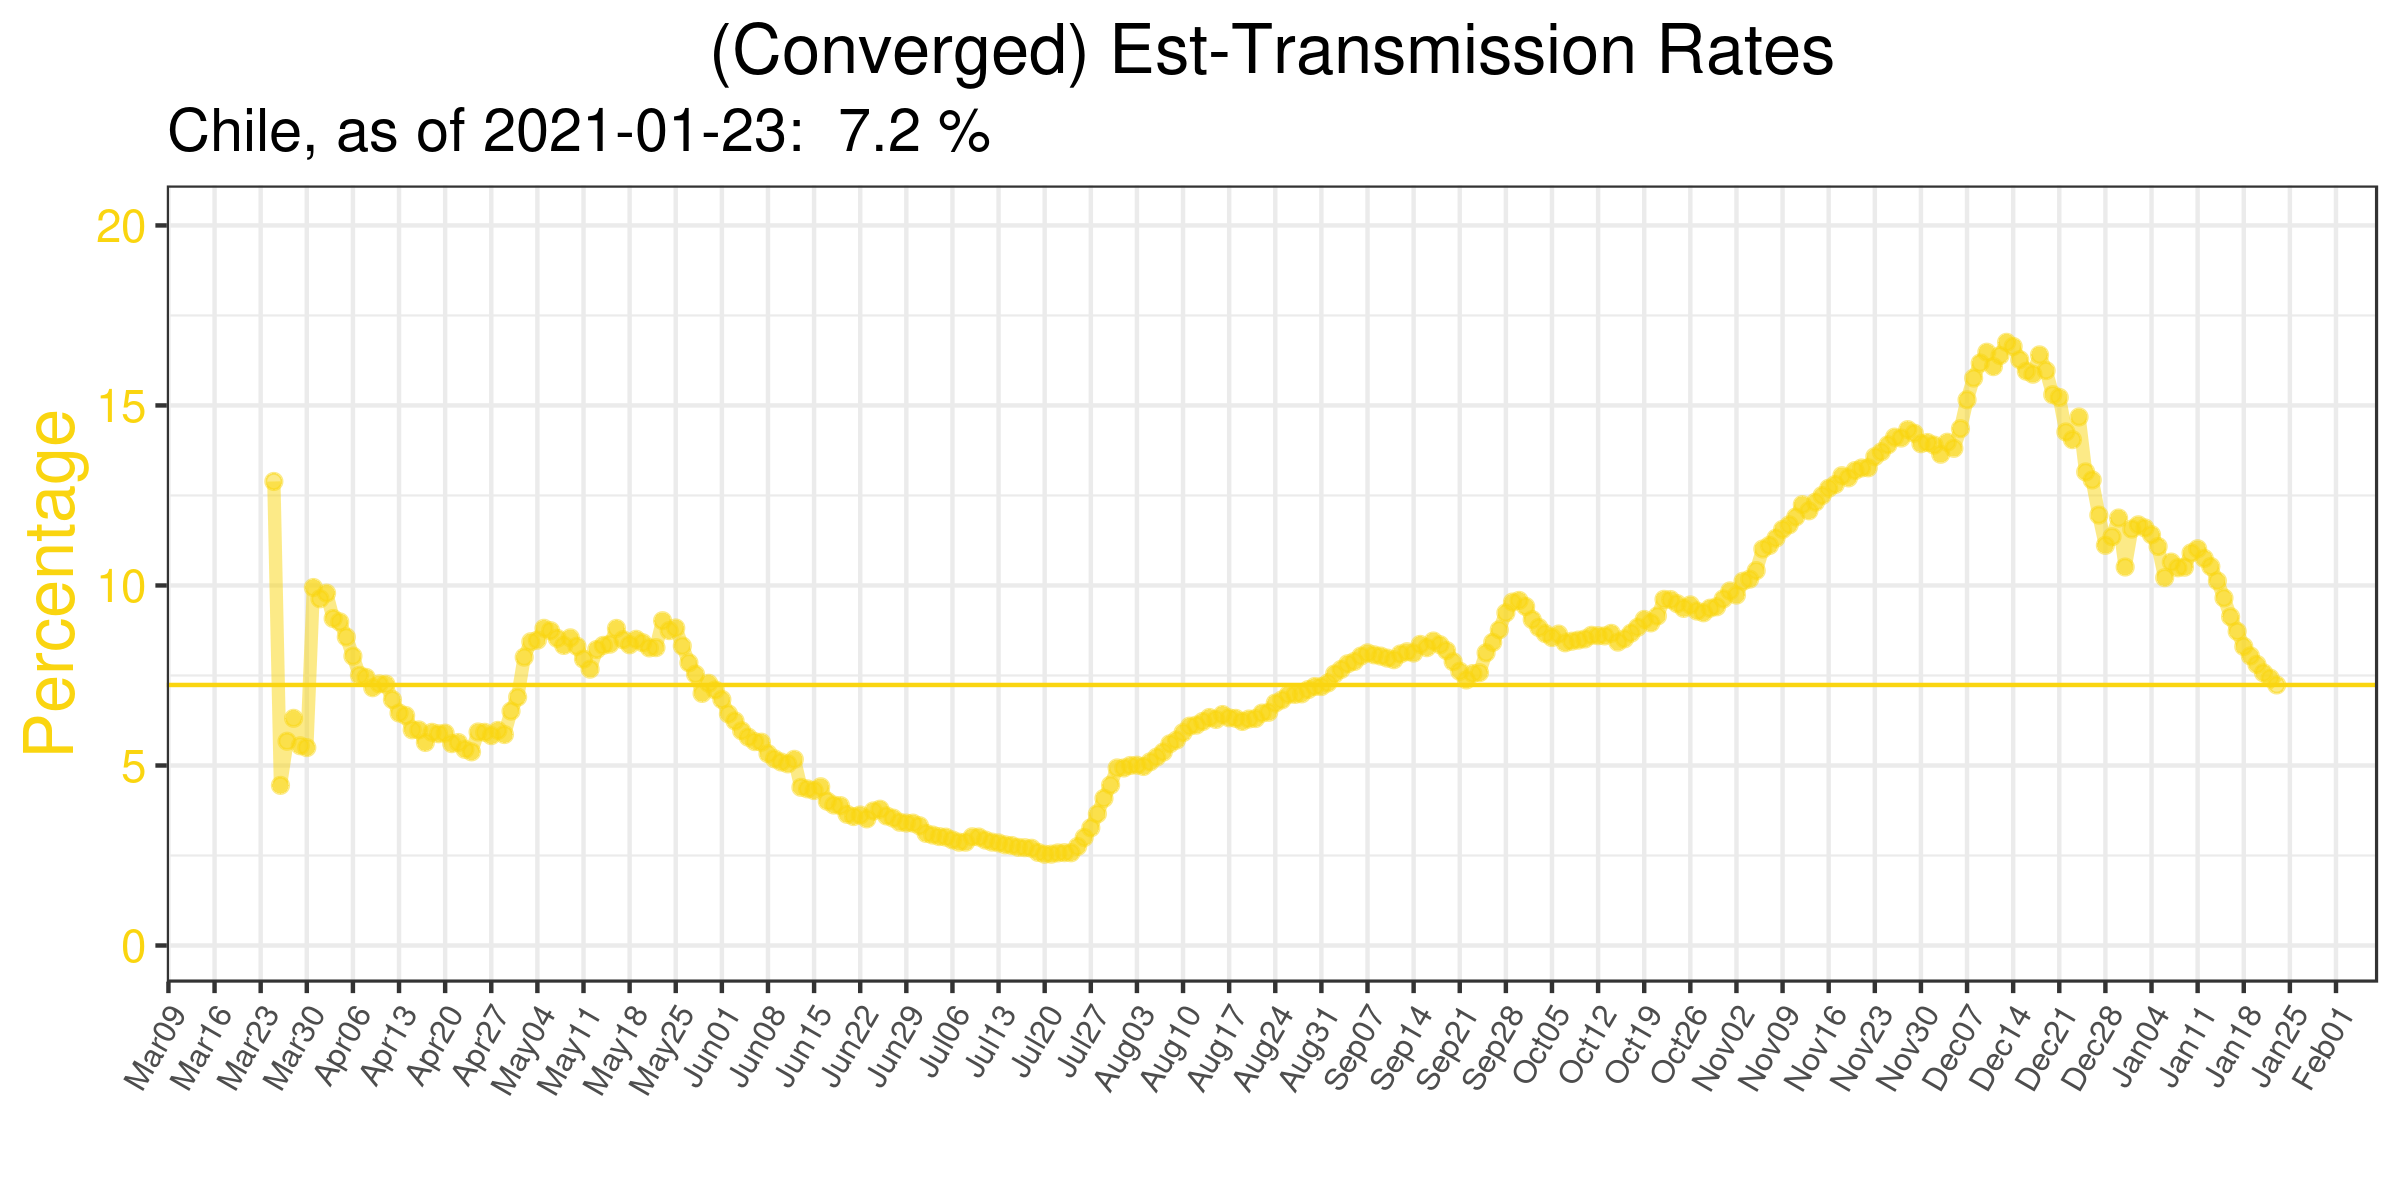 (Converged) Est-Transmission Rates
Chile, as of 2021-01-23:  7.2 %
Percentage
20
15
10
5
0
Mar09 Mar16 Mar23 Mar30 Apr06 Apr13 Apr20 Apr27 May04 May11 May18 May25 Jun01 Jun08 Jun15 Jun22 Jun29 Jul06 Jul13 Jul20 Jul27 Aug03 Aug10 Aug17 Aug24 Aug31 Sep07 Sep14 Sep21 Sep28 Oct05 Oct12 Oct19 Oct26 Nov02 Nov09 Nov16 Nov23 Nov30 Dec07 Dec14 Dec21 Dec28 Jan04 Jan11 Jan18 Jan25 Feb01